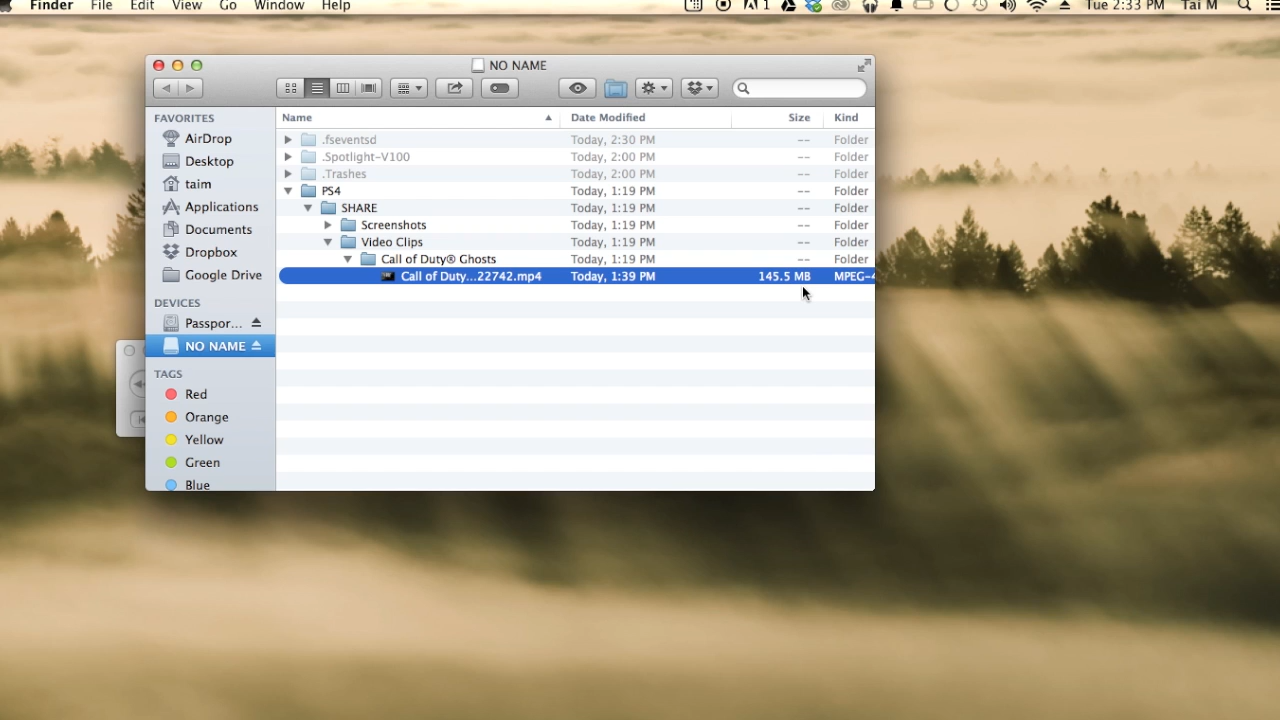 Finder File Edit View Go Window Help 1 Tue 2:33 PM Tai M
NO NAME
FAVORITES
AirDrop
Desktop
taim
Applications
Documents
Dropbox
Google Drive
DEVICES
Passpor...
NO NAME
TAGS
Red
Orange
Yellow
Green
Blue
Name Date Modified Size Kind
.fseventsd Today, 2:30 PM -- Folder
.Spotlight-V100 Today, 2:00 PM -- Folder
.Trashes Today, 2:00 PM -- Folder
PS4 Today, 1:19 PM -- Folder
SHARE Today, 1:19 PM -- Folder
Screenshots Today, 1:19 PM -- Folder
Video Clips Today, 1:19 PM -- Folder
Call of Duty® Ghosts Today, 1:19 PM -- Folder
Call of Duty...22742.mp4 Today, 1:39 PM 145.5 MB MPEG-4